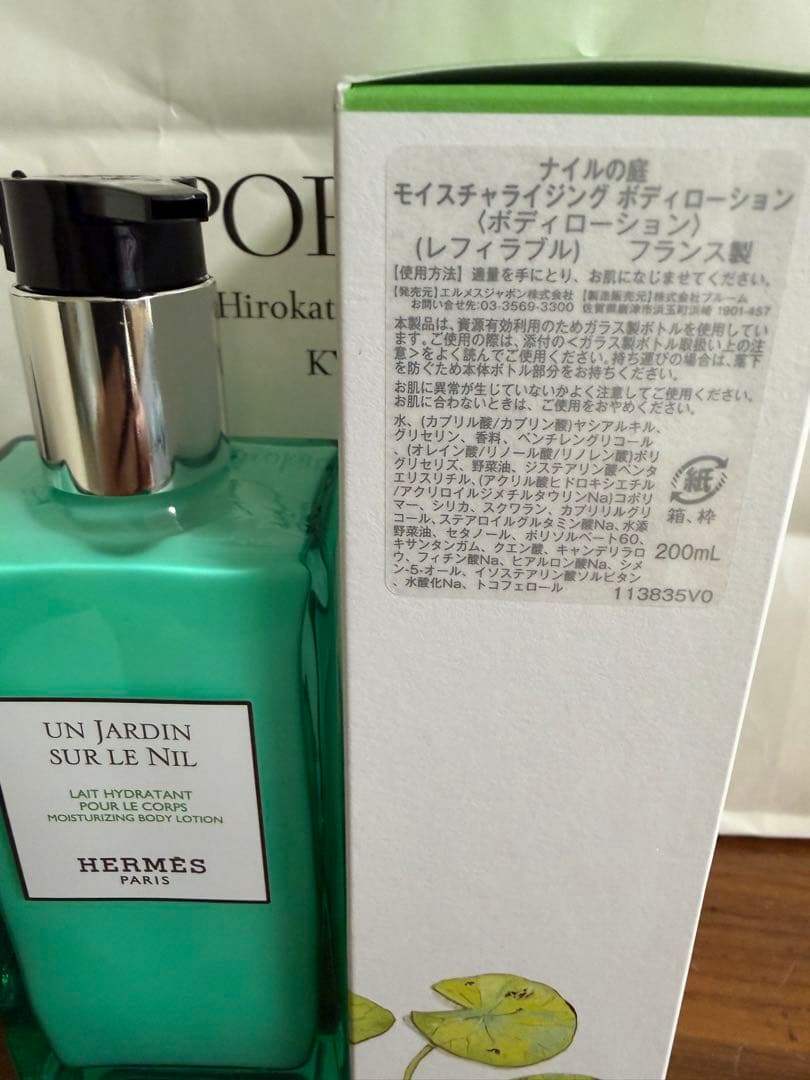 POR
Hirokat
KY
ナイルの庭
モイスチャライジング ボディローション
〈ボディローション〉
(レフィラブル) フランス製
【使用方法】適量を手にとり、お肌になじませてください。
【発売元】エルメスジャポン株式会社 【製造販売元】株式会社ブルーム
お問い合せ先:03-3569-3300 佐賀県唐津市浜玉町浜崎 1901-457
本製品は、資源有効利用のためガラス製ボトルを使用してい
ます。ご使用の際は、添付の<ガラス製ボトル取扱い上の注
意>をよく読んでご使用ください。持ち運びの場合は、落下
を防ぐため本体ボトル部分をお持ちください。
お肌に異常が生じていないかよく注意してご使用ください。
お肌に合わないときは、ご使用をおやめください。
水、(カプリル酸/カプリン酸)ヤシアルキル、
グリセリン、香料、ペンチレングリコール
、(オレイン酸/リノール酸/リノレン酸)ポリ
グリセリズ、野菜油、ジステアリン酸ペンタ
エリスリチル、(アクリル酸ヒドロキシエチル
/アクリロイルジメチルタウリンNa)コポリ
マー、シリカ、スクワラン、カプリリルグリ
コール、ステアロイルグルタミン酸Na、水添
野菜油、セタノール、ポリソルベート60、
キサンタンガム、クエン酸、キャンデリラロ
ウ、フィチン酸Na、ヒアルロン酸Na、シメ
ン-5-オール、イソステアリン酸ソルビタン
、水酸化Na、トコフェロール
紙
箱、枠
200mL
113835V0
UN JARDIN
SUR LE NIL
LAIT HYDRATANT
POUR LE CORPS
MOISTURIZING BODY LOTION
HERMÈS
PARIS